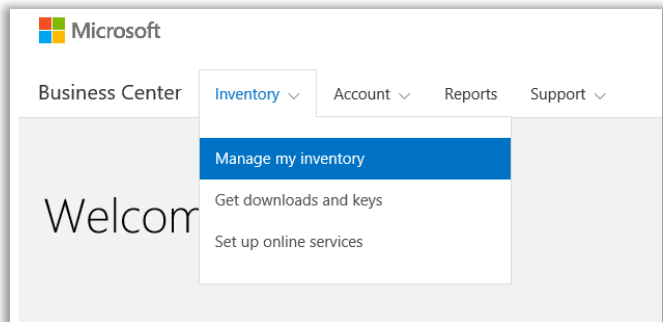 Microsoft
Business Center Inventory Account Reports Support
Manage my inventory
Get downloads and keys
Set up online services
Welcom